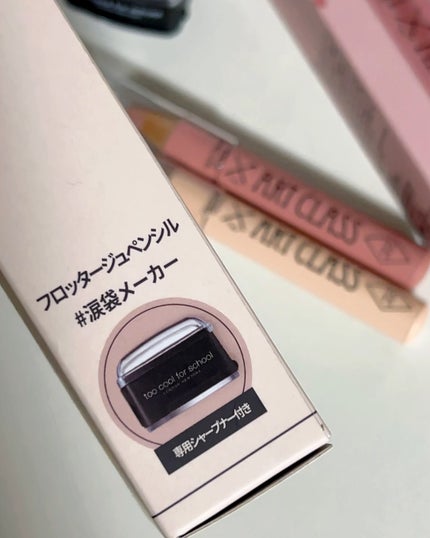 フロッタージュペンシル
#涙袋メーカー
too cool for school
専用シャープナー付き
ART CLASS
ART CLASS